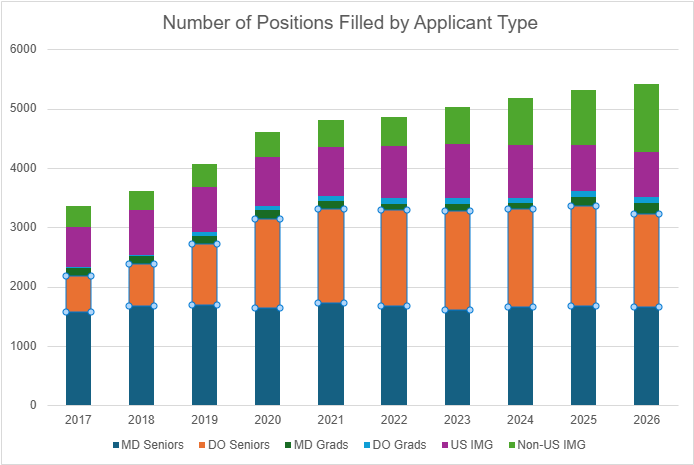 Number of Positions Filled by Applicant Type
6000
5000
4000
3000
2000
1000
0
2017 2018 2019 2020 2021 2022 2023 2024 2025 2026
MD Seniors DO Seniors MD Grads DO Grads US IMG Non-US IMG